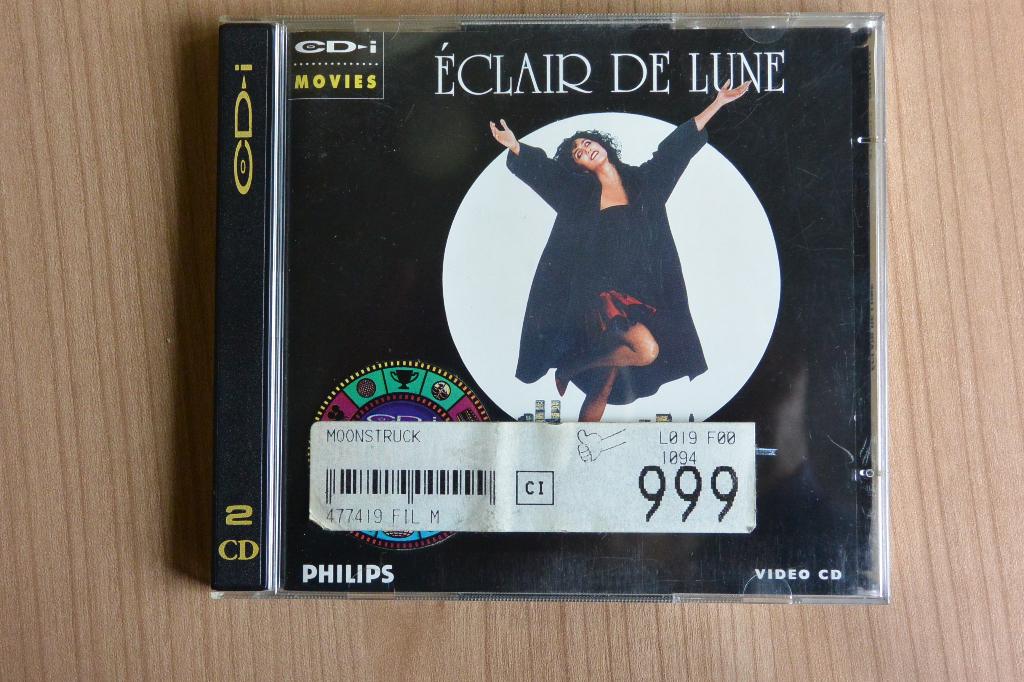 CD-i
MOVIES
ÉCLAIR DE LUNE
CD-i
CD-i
MOONSTRUCK
L019 F00
1094
CI
999
477419 FIL M
2
CD
PHILIPS
VIDEO CD